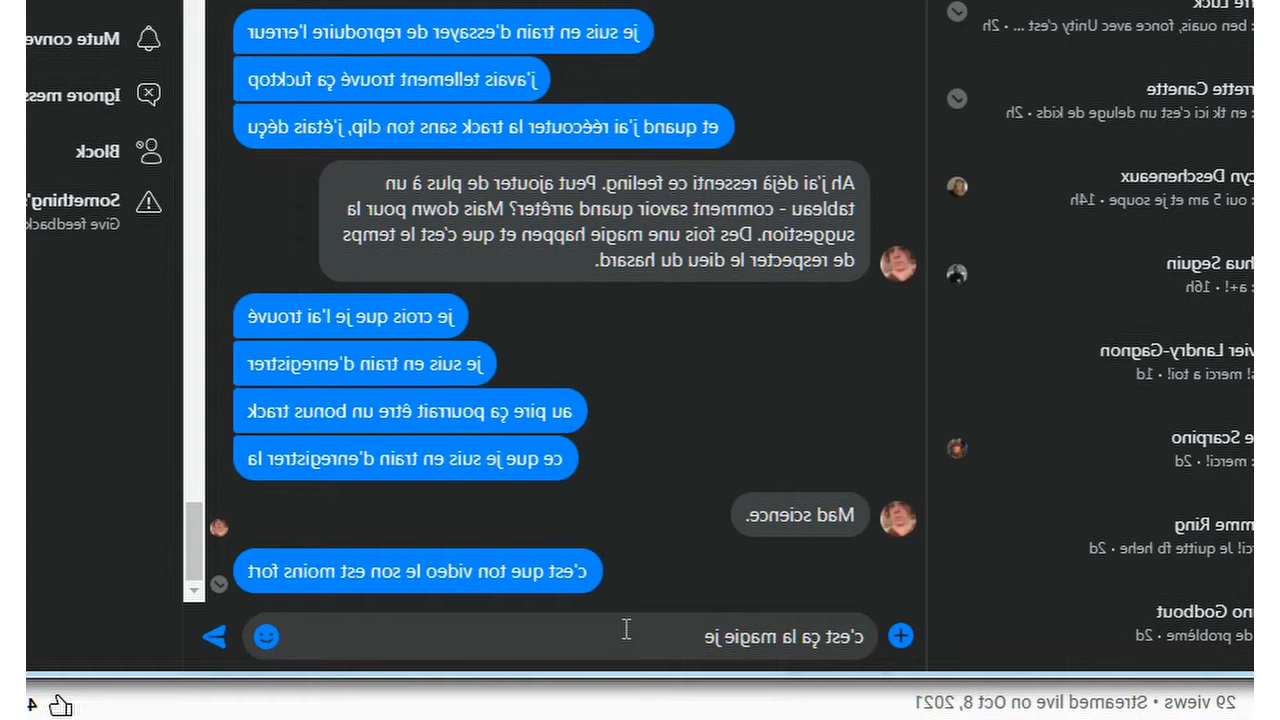 Mute conve
Ignore mess
Block
Something'
Give feedback
je suis en train d'essayer de reproduire l'erreur
j'avais tellement trouvé ça fucktop
et quand j'ai réécouter la track sans ton clip, j'étais déçu
Ah j'ai déjà ressenti ce feeling. Peut ajouter de plus à un
tableau - comment savoir quand arrêter? Mais down pour la
suggestion. Des fois une magie happen et que c'est le temps
de respecter le dieu du hasard.
je crois que je l'ai trouvé
je suis en train d'enregistrer
au pire ça pourrait être un bonus track
ce que je suis en train d'enregistrer la
Mad science.
c'est que ton video le son est moins fort
c'est ça la magie je
rre Luck
: ben ouais, fonce avec Unity c'est ... • 2h
rrette Canette
: en tk ici c'est un deluge de kids • 2h
cyn Descheneaux
: oui 5 am et je soupe • 14h
hua Seguin
: a+! • 16h
vier Landry-Gagnon
s! merci a toi! • 1d
e Scarpino
: merci! • 2d
mme Ring
rci! Je quitte fb hehe • 2d
no Godbout
de problème • 2d
29 views • Streamed live on Oct 8, 2021
4